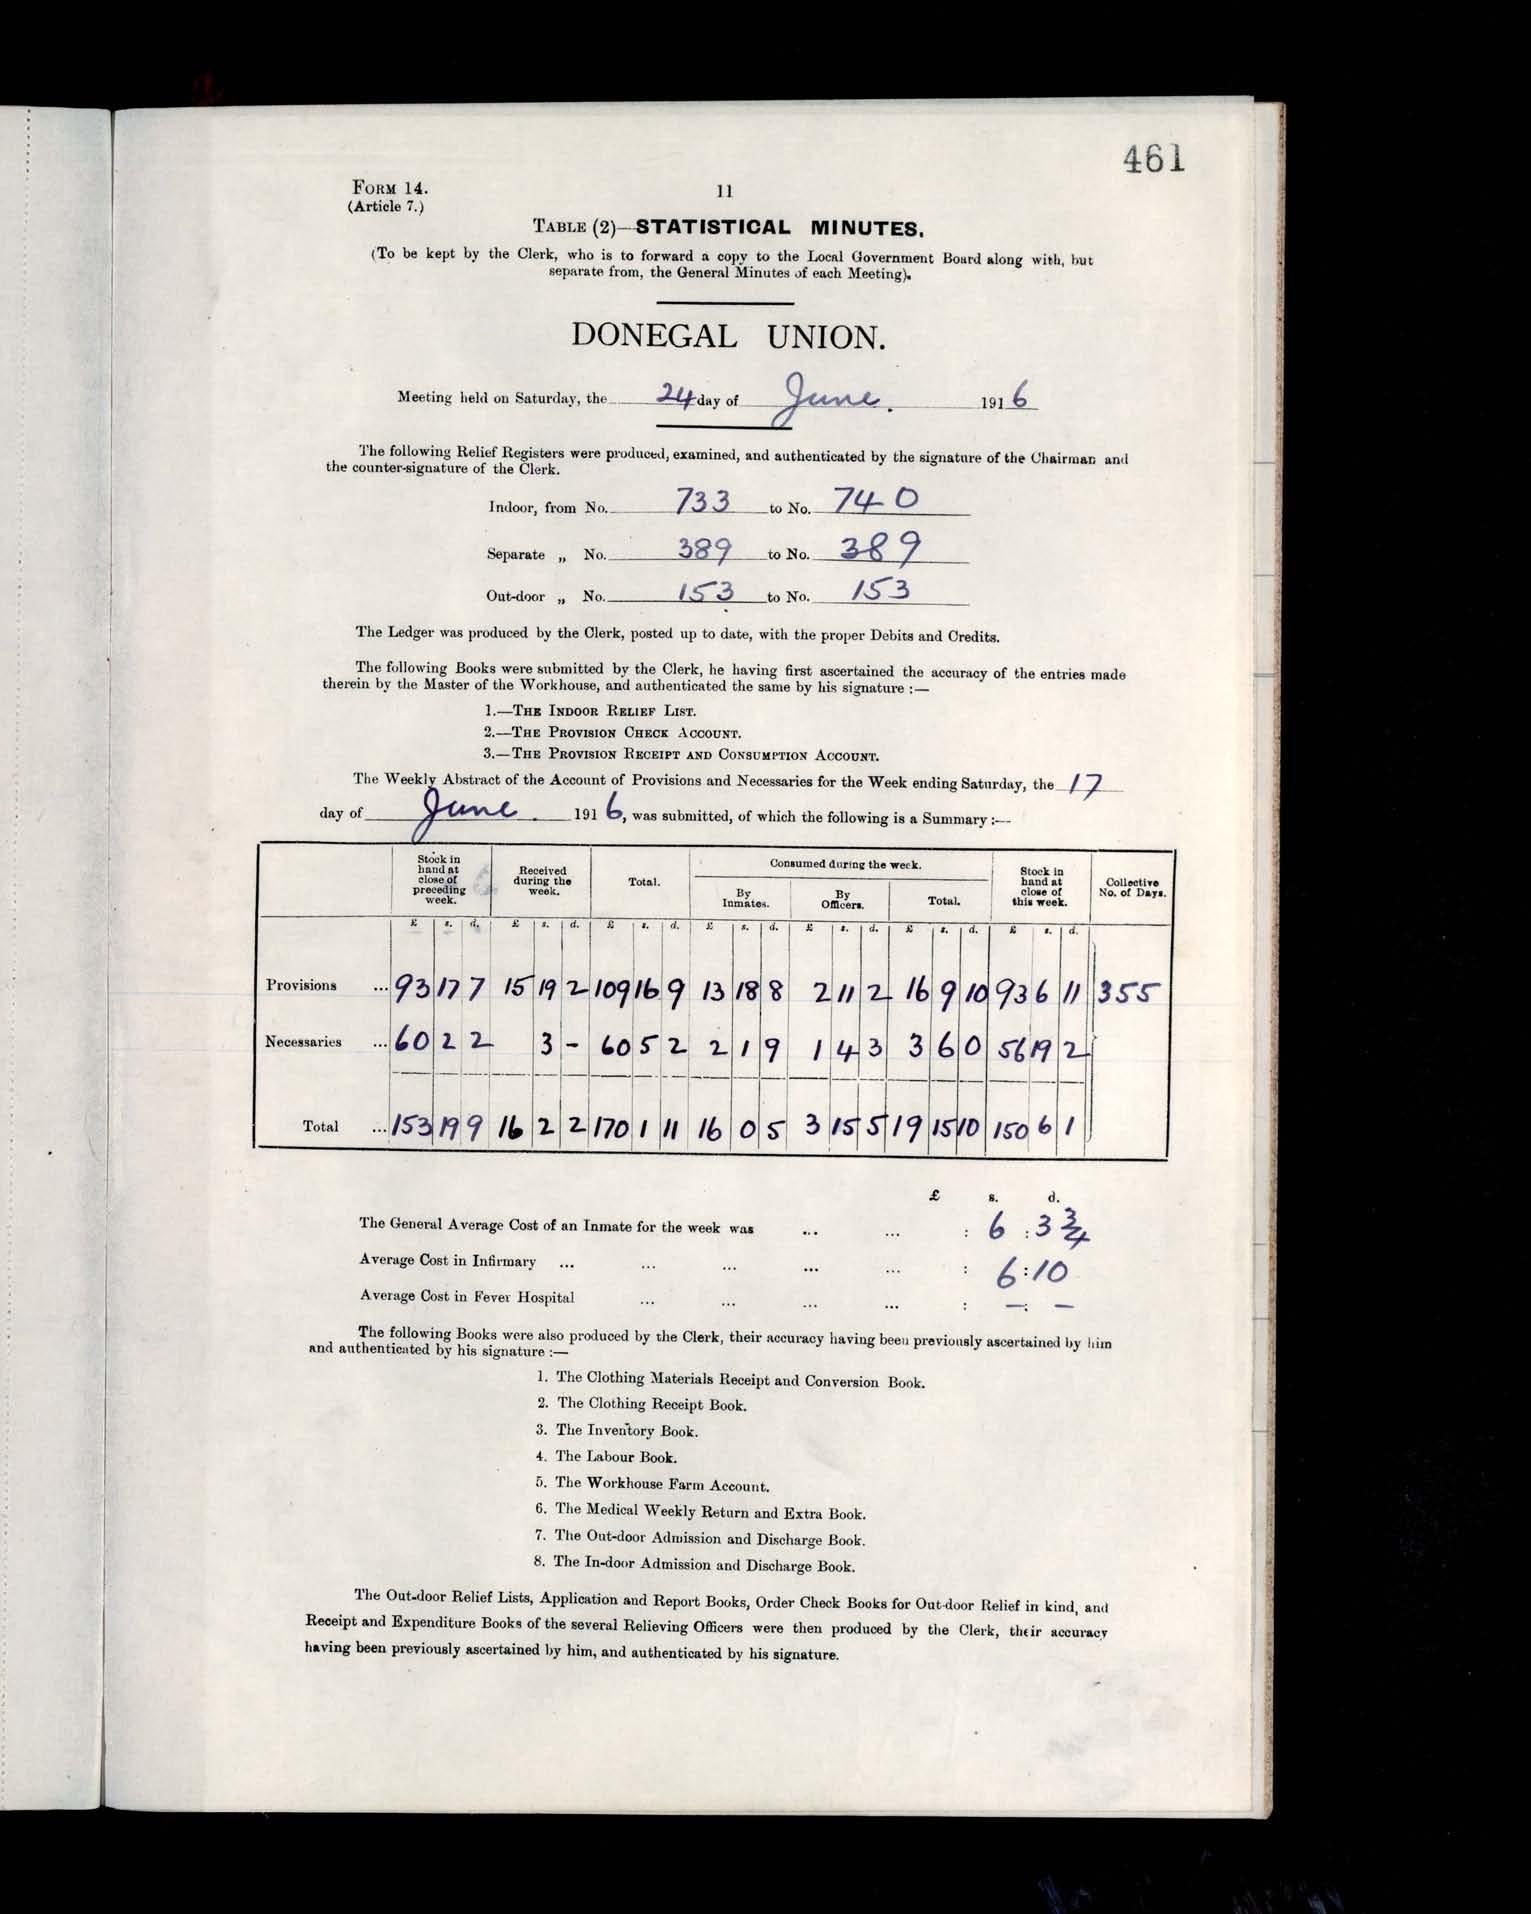 461
FORM 14.
11
(Article 7.)
TABLE (2)—STATISTICAL MINUTES.
(To be kept by the Clerk, who is to forward a copy to the Local Government Board along with, but
separate from, the General Minutes of each Meeting).
DONEGAL UNION.
Meeting held on Saturday, the 24 day of June. 1916
The following Relief Registers were produced, examined, and authenticated by the signature of the Chairman and
the counter-signature of the Clerk.
Indoor, from No. 733 to No. 740
Separate „ No. 389 to No. 389
Out-door „ No. 153 to No. 153
The Ledger was produced by the Clerk, posted up to date, with the proper Debits and Credits.
The following Books were submitted by the Clerk, he having first ascertained the accuracy of the entries made
therein by the Master of the Workhouse, and authenticated the same by his signature :—
1.—THE INDOOR RELIEF LIST.
2.—THE PROVISION CHECK ACCOUNT.
3.—THE PROVISION RECEIPT AND CONSUMPTION ACCOUNT.
The Weekly Abstract of the Account of Provisions and Necessaries for the Week ending Saturday, the 17
day of June. 1916, was submitted, of which the following is a Summary :—
Stock in hand at close of preceding week. Received during the week. Total. Consumed during the week. Stock in hand at close of this week. Collective No. of Days.
By Inmates. By Officers. Total.
£ s. d. £ s. d. £ s. d. £ s. d. £ s. d. £ s. d. £ s. d.
Provisions ... 93 17 7 15 19 2 109 16 9 13 18 8 2 11 2 16 9 10 93 6 11 355
Necessaries ... 60 2 2 3 - 60 5 2 2 1 9 1 4 3 3 6 0 56 19 2
Total ... 153 19 9 16 2 2 170 1 11 16 0 5 3 15 5 19 15 10 150 6 1
£ s. d.
The General Average Cost of an Inmate for the week was ... ... : 6 : 3 3/4
Average Cost in Infirmary ... ... ... ... ... : 6 : 10
Average Cost in Fever Hospital ... ... ... ... : — : —
The following Books were also produced by the Clerk, their accuracy having been previously ascertained by him
and authenticated by his signature :—
1. The Clothing Materials Receipt and Conversion Book.
2. The Clothing Receipt Book.
3. The Inventory Book.
4. The Labour Book.
5. The Workhouse Farm Account.
6. The Medical Weekly Return and Extra Book.
7. The Out-door Admission and Discharge Book.
8. The In-door Admission and Discharge Book.
The Out-door Relief Lists, Application and Report Books, Order Check Books for Out-door Relief in kind, and
Receipt and Expenditure Books of the several Relieving Officers were then produced by the Clerk, their accuracy
having been previously ascertained by him, and authenticated by his signature.